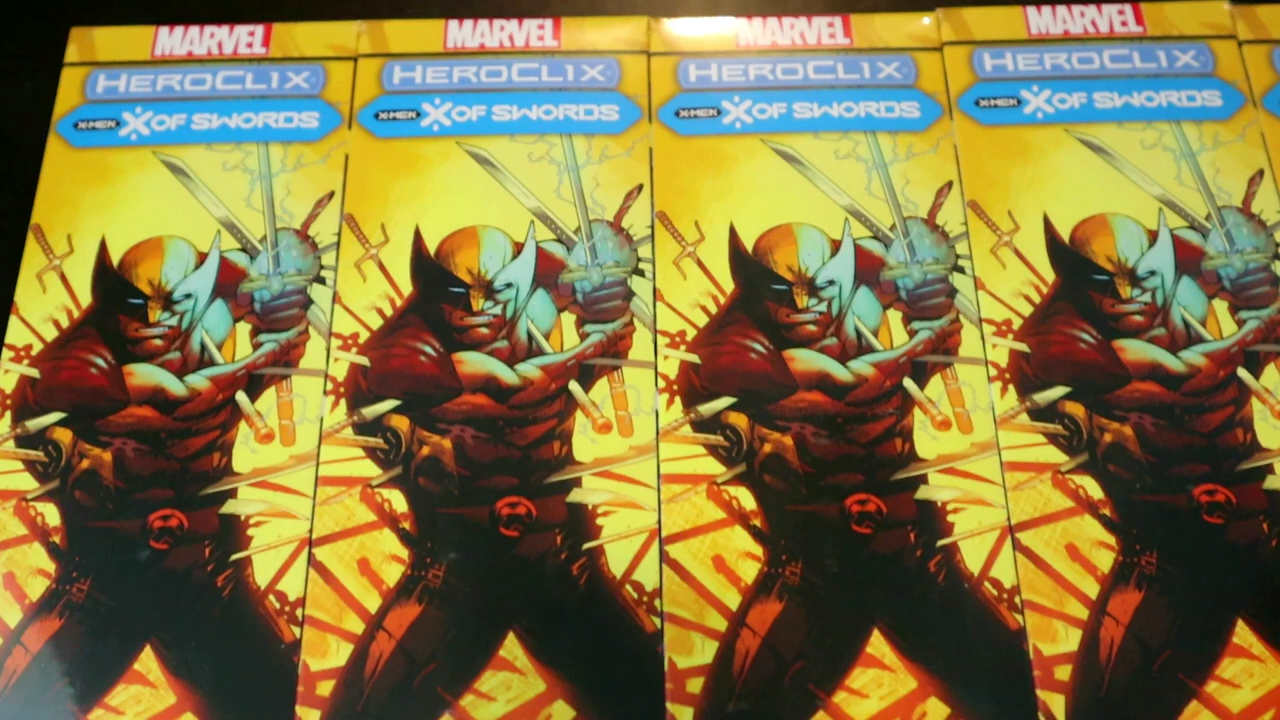 MARVEL
HEROCLIX
X-MEN X OF SWORDS
MARVEL
HEROCLIX
X-MEN X OF SWORDS
MARVEL
HEROCLIX
X-MEN X OF SWORDS
MARVEL
HEROCLIX
X-MEN X OF SWORDS